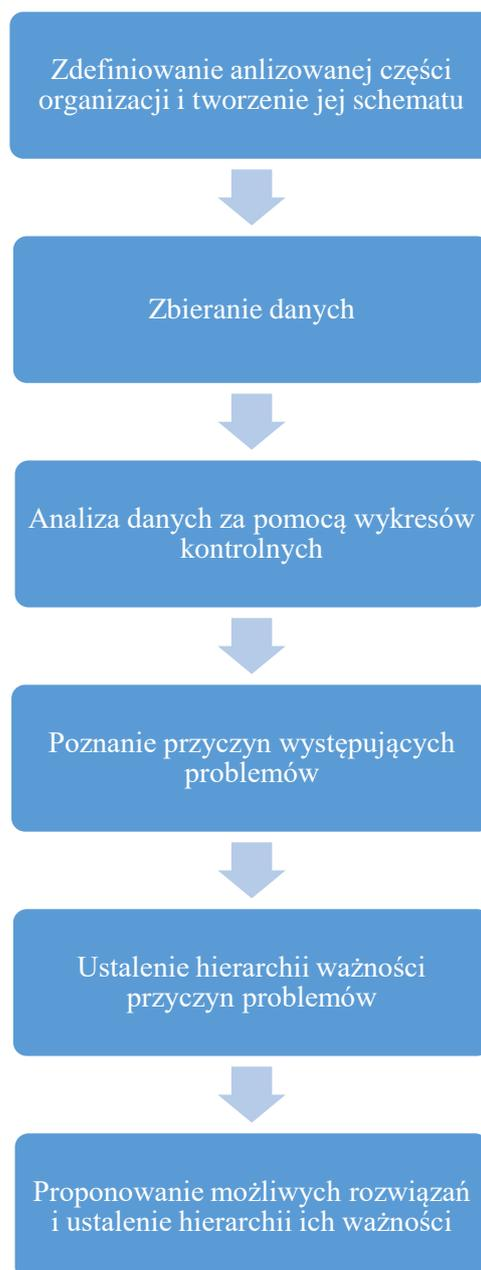 Zdefiniowanie anlizowanej części
organizacji i tworzenie jej schematu
Zbieranie danych
Analiza danych za pomocą wykresów
kontrolnych
Poznanie przyczyn występujących
problemów
Ustalenie hierarchii ważności
przyczyn problemów
Proponowanie możliwych rozwiązań
i ustalenie hierarchii ich ważności